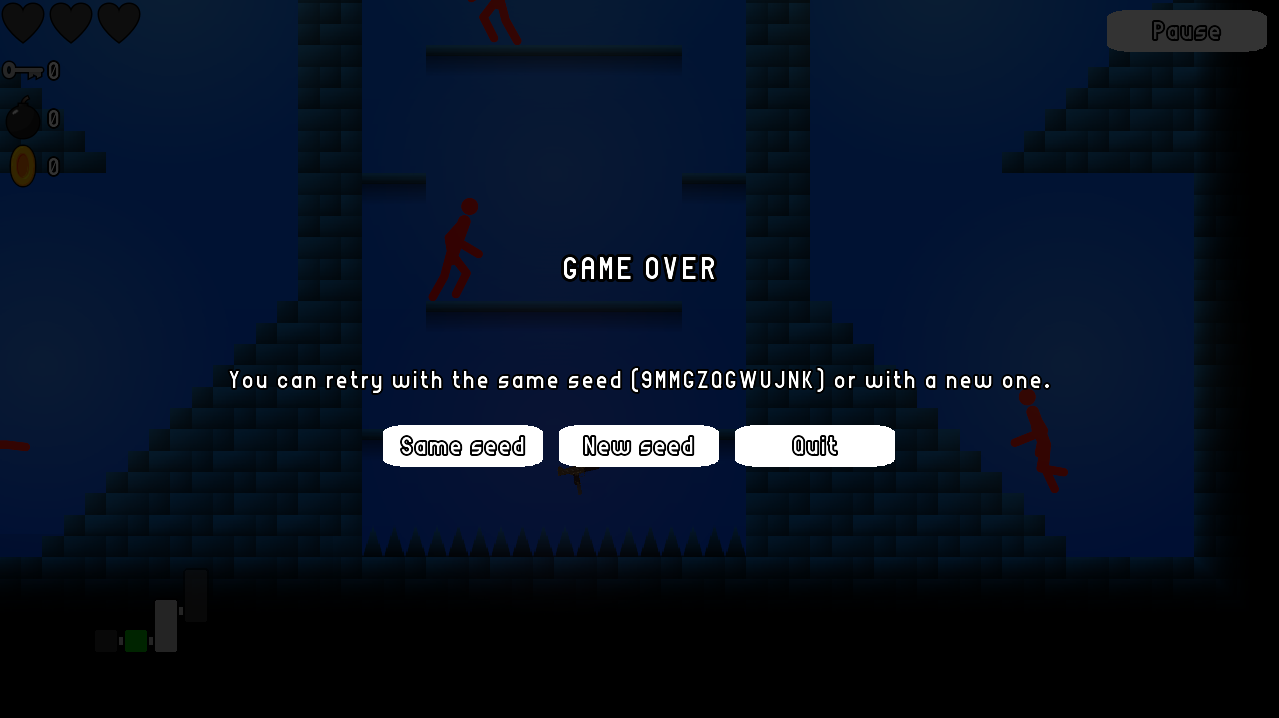 Pause
0
0
0
GAME OVER
You can retry with the same seed (9MMGZQGWUJNK) or with a new one.
Same seed
New seed
Quit